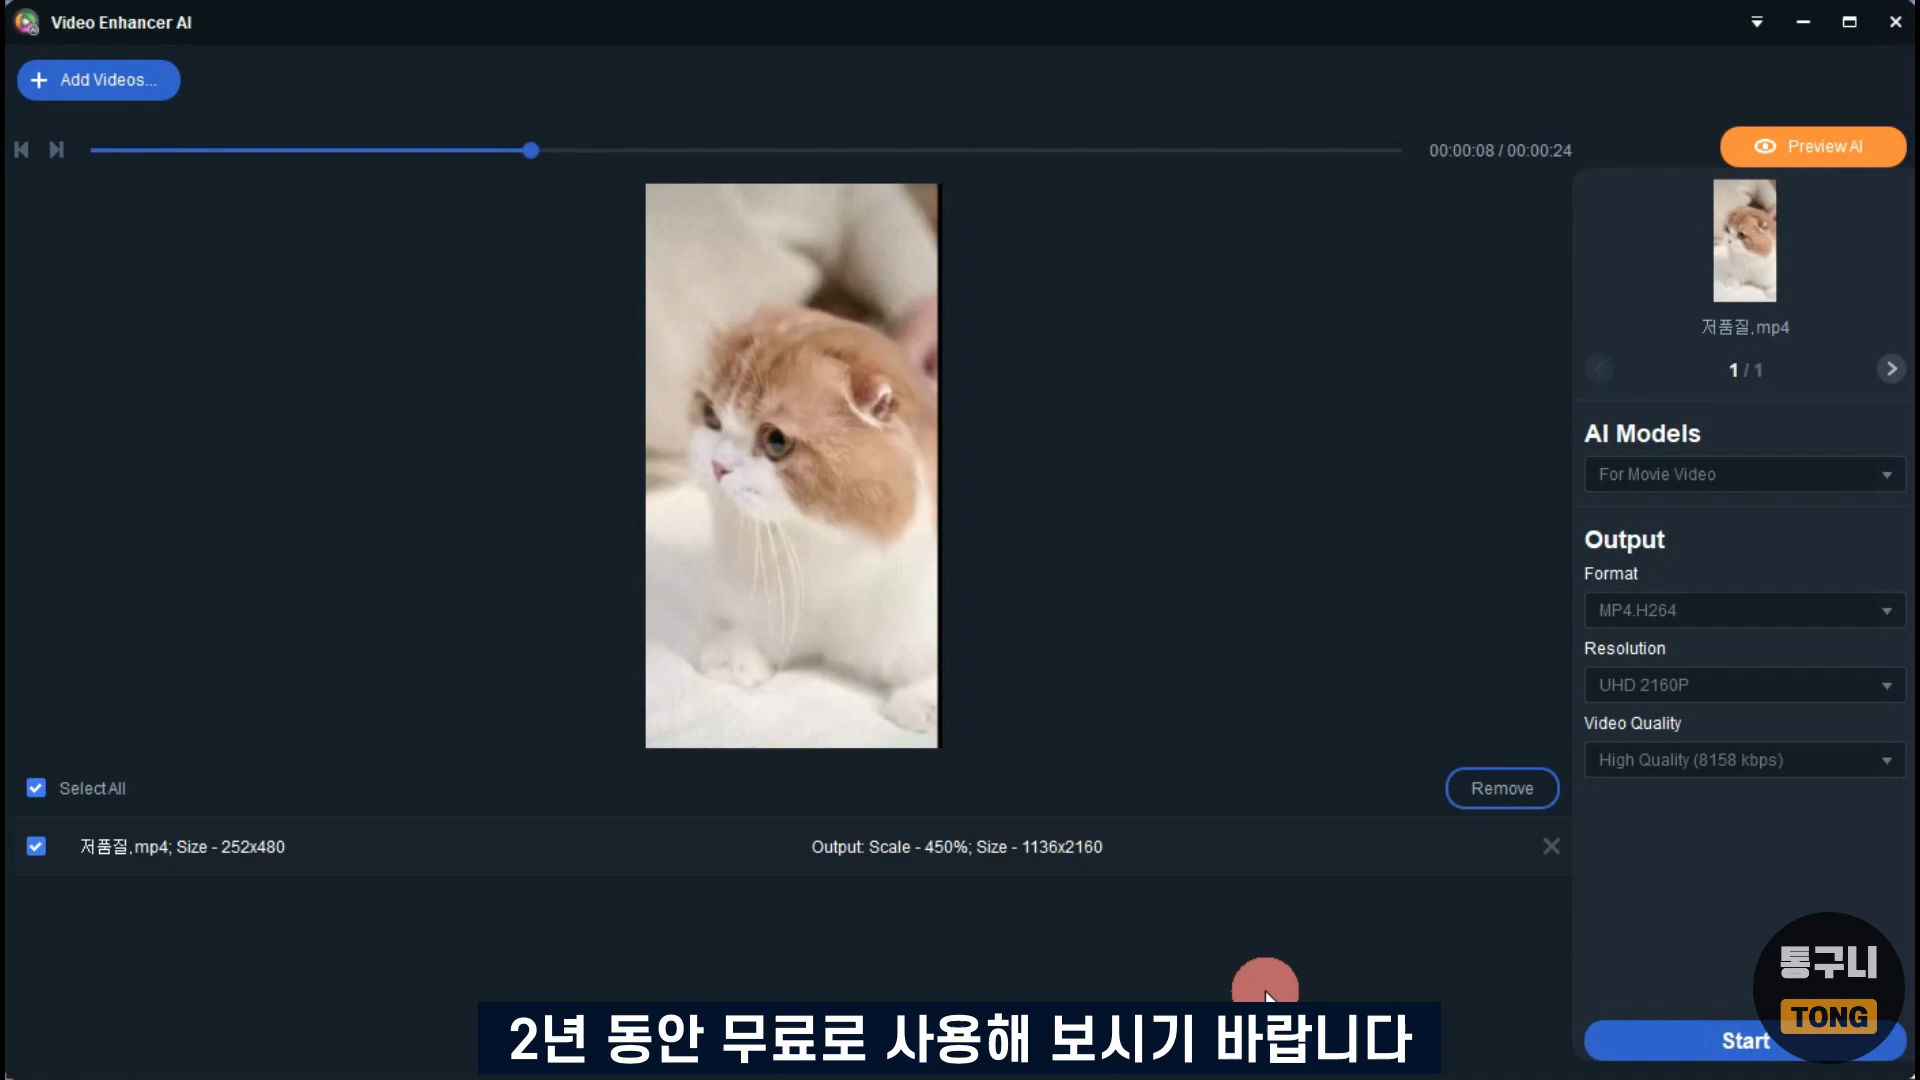 Video Enhancer AI
Add Videos...
00:00:08 / 00:00:24
Preview AI
저품질.mp4
1 / 1
AI Models
For Movie Video
Output
Format
MP4.H264
Resolution
UHD 2160P
Video Quality
High Quality (8158 kbps)
Select All
Remove
저품질.mp4; Size - 252x480
Output: Scale - 450%; Size - 1136x2160
통구니
TONG
Start
2년 동안 무료로 사용해 보시기 바랍니다